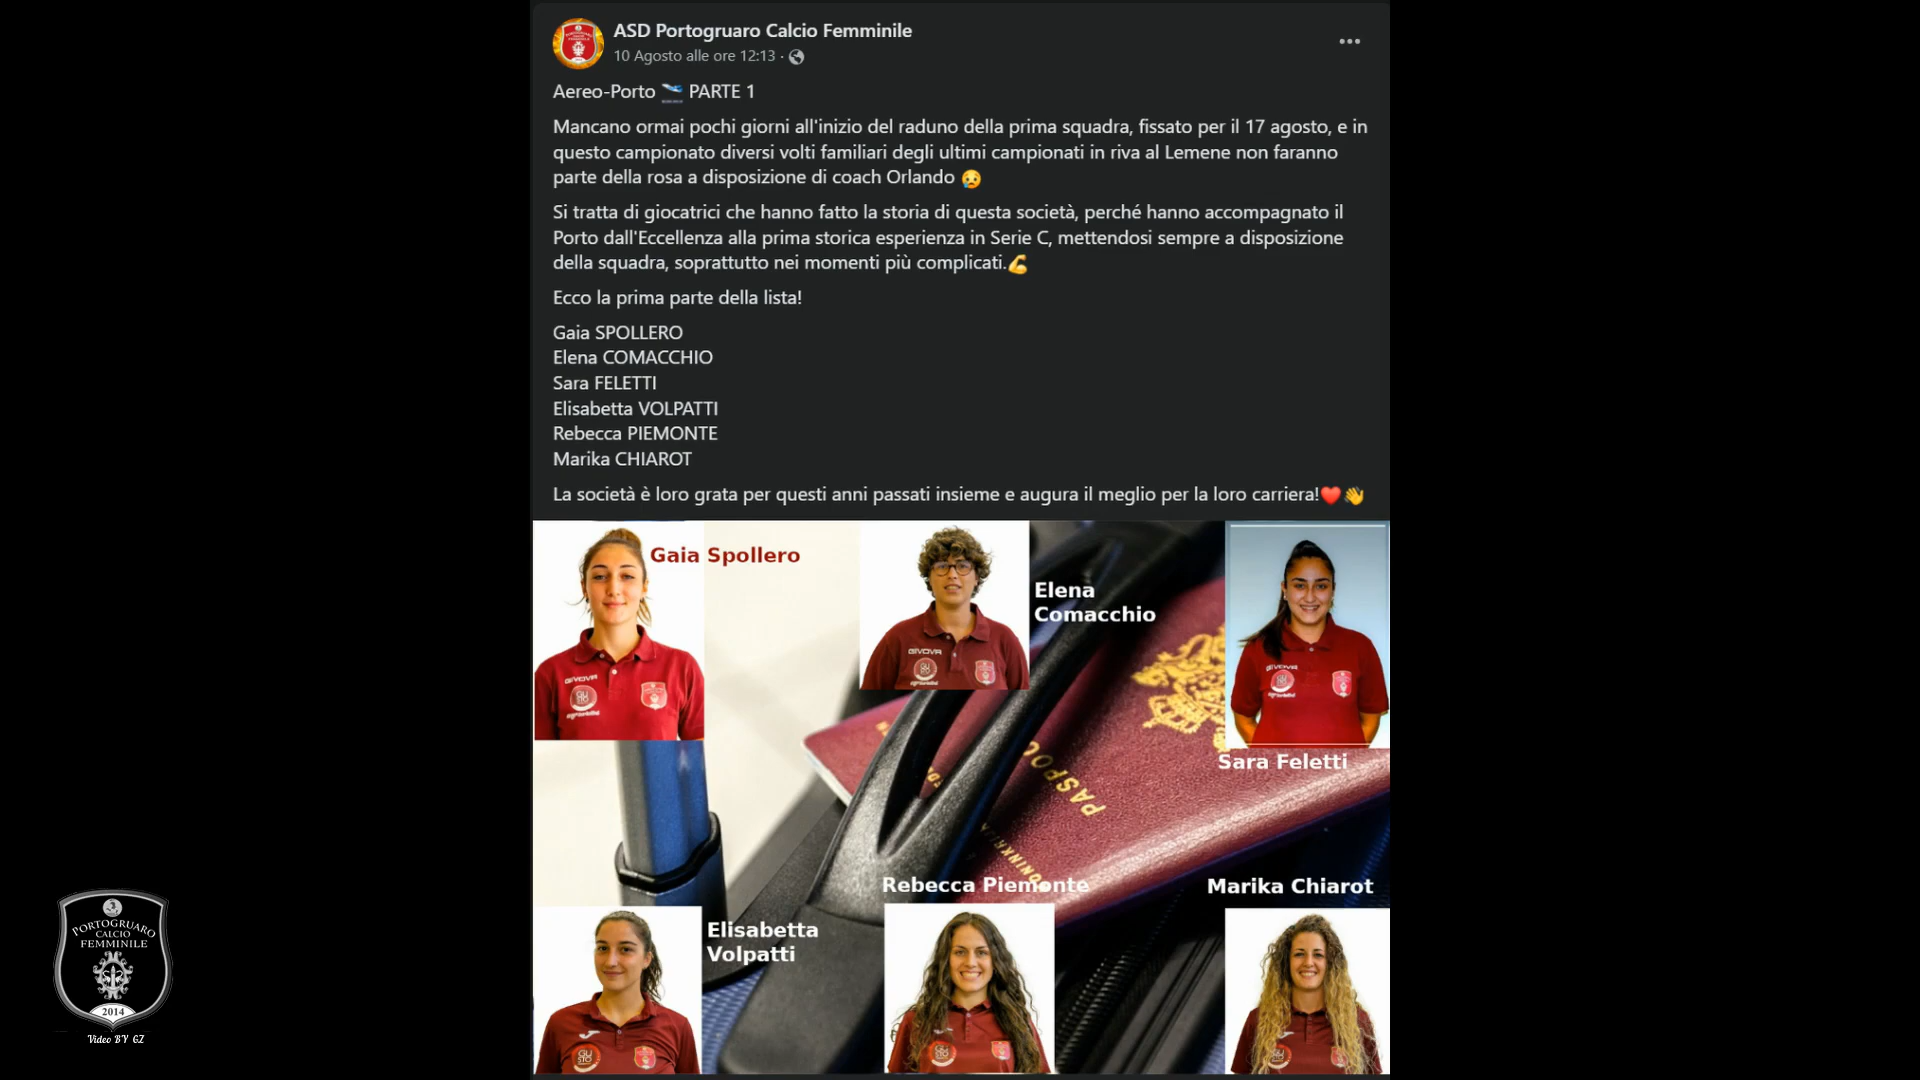 ASD Portogruaro Calcio Femminile
10 Agosto alle ore 12:13 ·
Aereo-Porto 🛫 PARTE 1
Mancano ormai pochi giorni all'inizio del raduno della prima squadra, fissato per il 17 agosto, e in
questo campionato diversi volti familiari degli ultimi campionati in riva al Lemene non faranno
parte della rosa a disposizione di coach Orlando 😥
Si tratta di giocatrici che hanno fatto la storia di questa società, perché hanno accompagnato il
Porto dall'Eccellenza alla prima storica esperienza in Serie C, mettendosi sempre a disposizione
della squadra, soprattutto nei momenti più complicati.💪
Ecco la prima parte della lista!
Gaia SPOLLERO
Elena COMACCHIO
Sara FELETTI
Elisabetta VOLPATTI
Rebecca PIEMONTE
Marika CHIAROT
La società è loro grata per questi anni passati insieme e augura il meglio per la loro carriera!❤️👋
Gaia Spollero
Elena
Comacchio
GIVOVA
GIVOVA
GIVOVA
Sara Feletti
PASPOO
KONINKRIJK
Rebecca Piemonte
Marika Chiarot
Elisabetta
Volpatti
GUSTO
PORTOGRUARO
CALCIO
FEMMINILE
2014
Video BY GZ